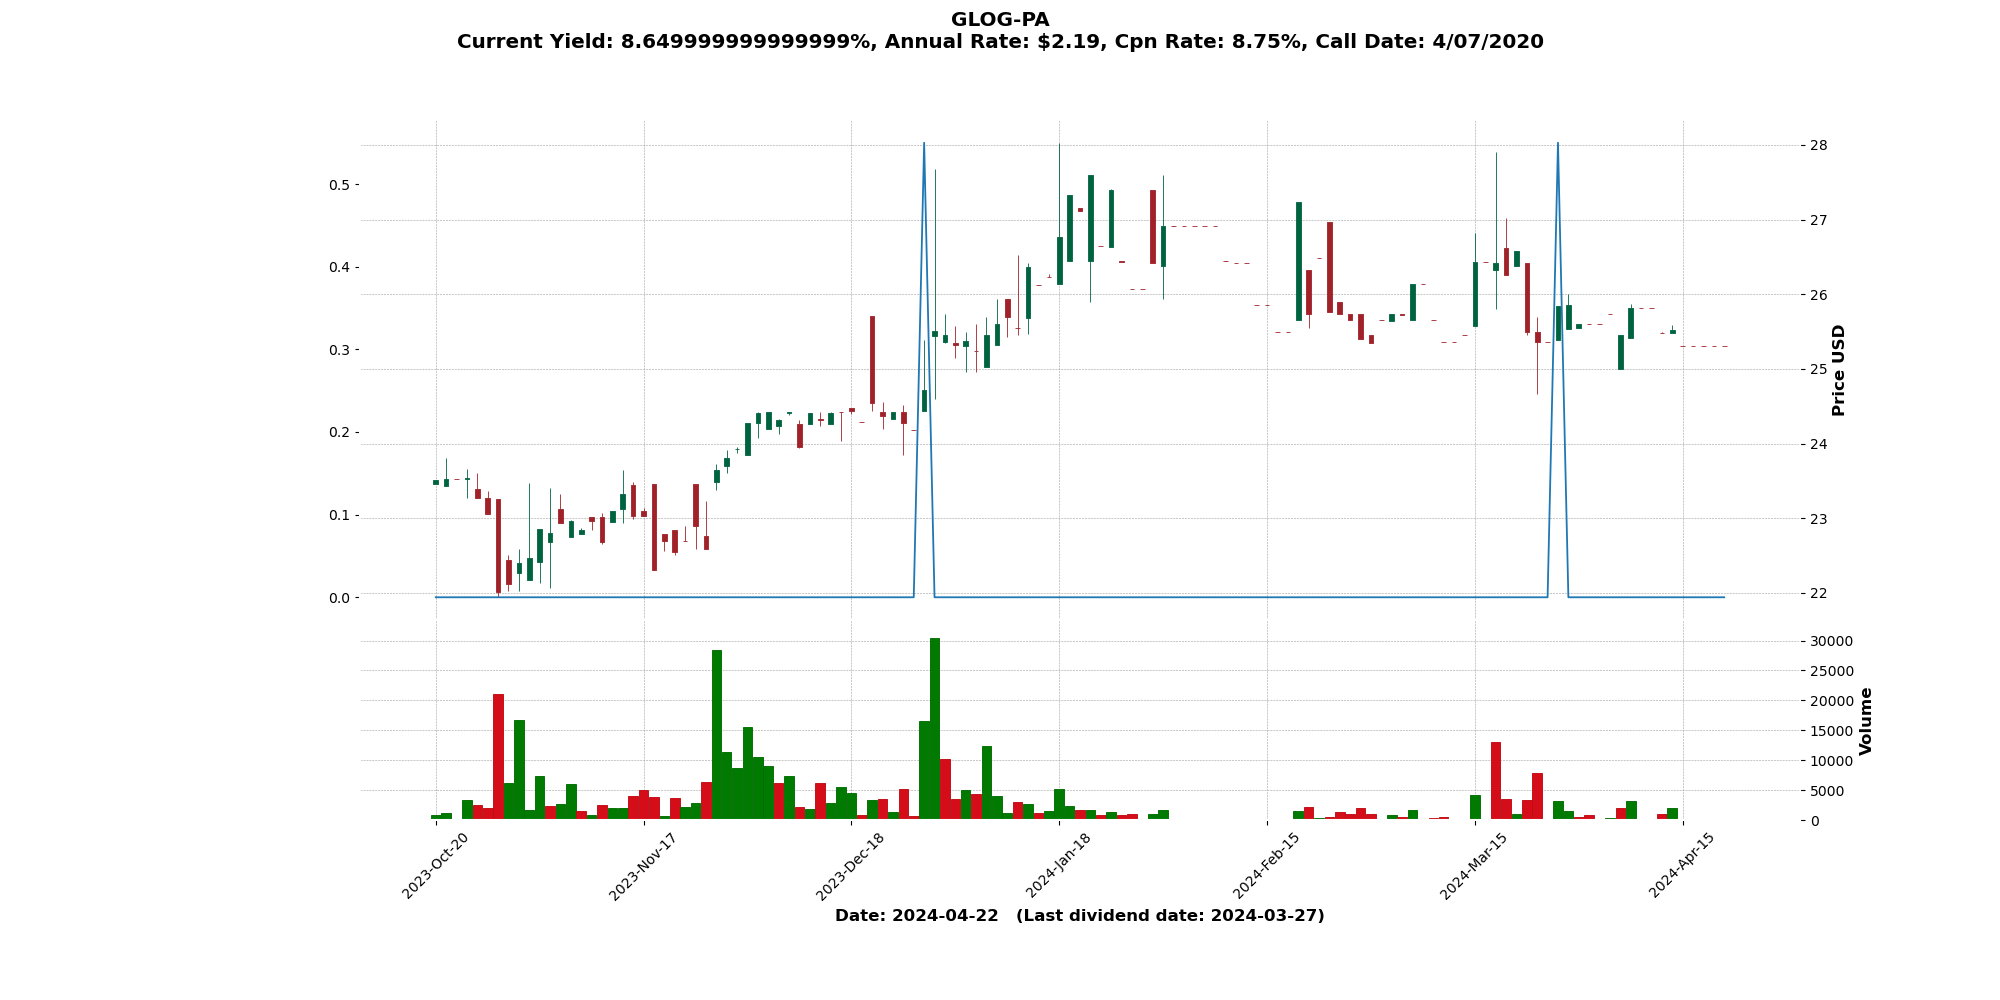 GLOG-PA
Current Yield: 8.649999999999999%, Annual Rate: $2.19, Cpn Rate: 8.75%, Call Date: 4/07/2020
0.5
0.4
0.3
0.2
0.1
0.0
28
27
26
25
24
23
22
Price USD
30000
25000
20000
15000
10000
5000
0
Volume
2023-Oct-20
2023-Nov-17
2023-Dec-18
2024-Jan-18
2024-Feb-15
2024-Mar-15
2024-Apr-15
Date: 2024-04-22 (Last dividend date: 2024-03-27)